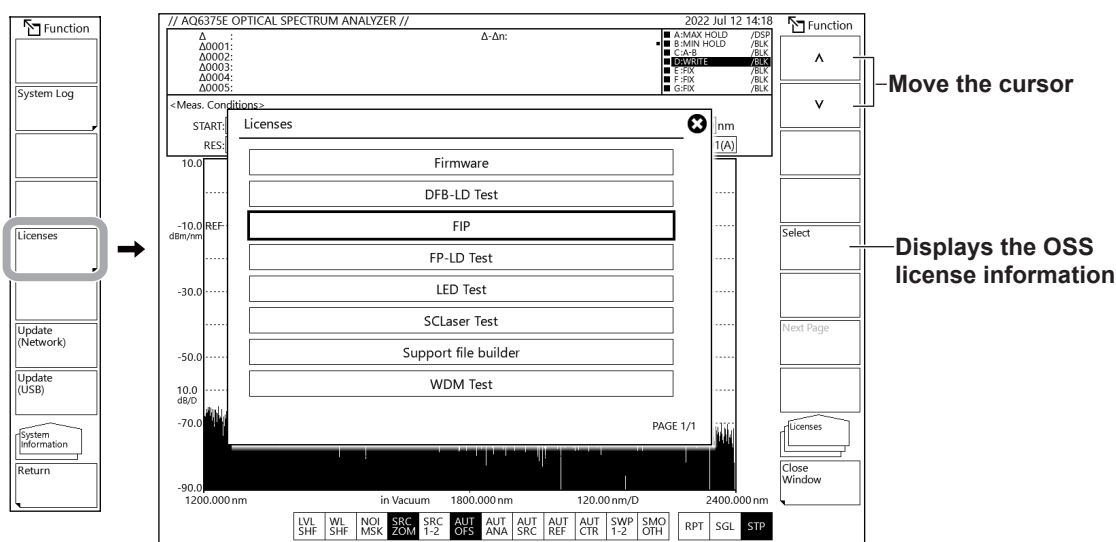 Function
System Log
Licenses
Update
(Network)
Update
(USB)
System
Information
Return
// AQ6375E OPTICAL SPECTRUM ANALYZER //
2022 Jul 12 14:18
Δ :
Δ0001:
Δ0002:
Δ0003:
Δ0004:
Δ0005:
Δ-Δn:
A:MAX HOLD /DSP
B:MIN HOLD /BLK
C:A-B /BLK
D:WRITE /BLK
E:FIX /BLK
F:FIX /BLK
G:FIX /BLK
<Meas. Conditions>
START:
nm
RES:
1(A)
Licenses
Firmware
DFB-LD Test
FIP
FP-LD Test
LED Test
SCLaser Test
Support file builder
WDM Test
PAGE 1/1
10.0
-10.0 REF
dBm/nm
-30.0
-50.0
10.0
dB/D
-70.0
-90.0
1200.000 nm in Vacuum 1800.000 nm 120.00 nm/D 2400.000 nm
LVL SHF
WL SHF
NOI MSK
SRC ZOM
SRC 1-2
AUT OFS
AUT ANA
AUT SRC
AUT REF
AUT CTR
SWP 1-2
SMO OTH
RPT
SGL
STP
Function
∧
∨
Select
Next Page
Licenses
Close
Window
Move the cursor
Displays the OSS
license information